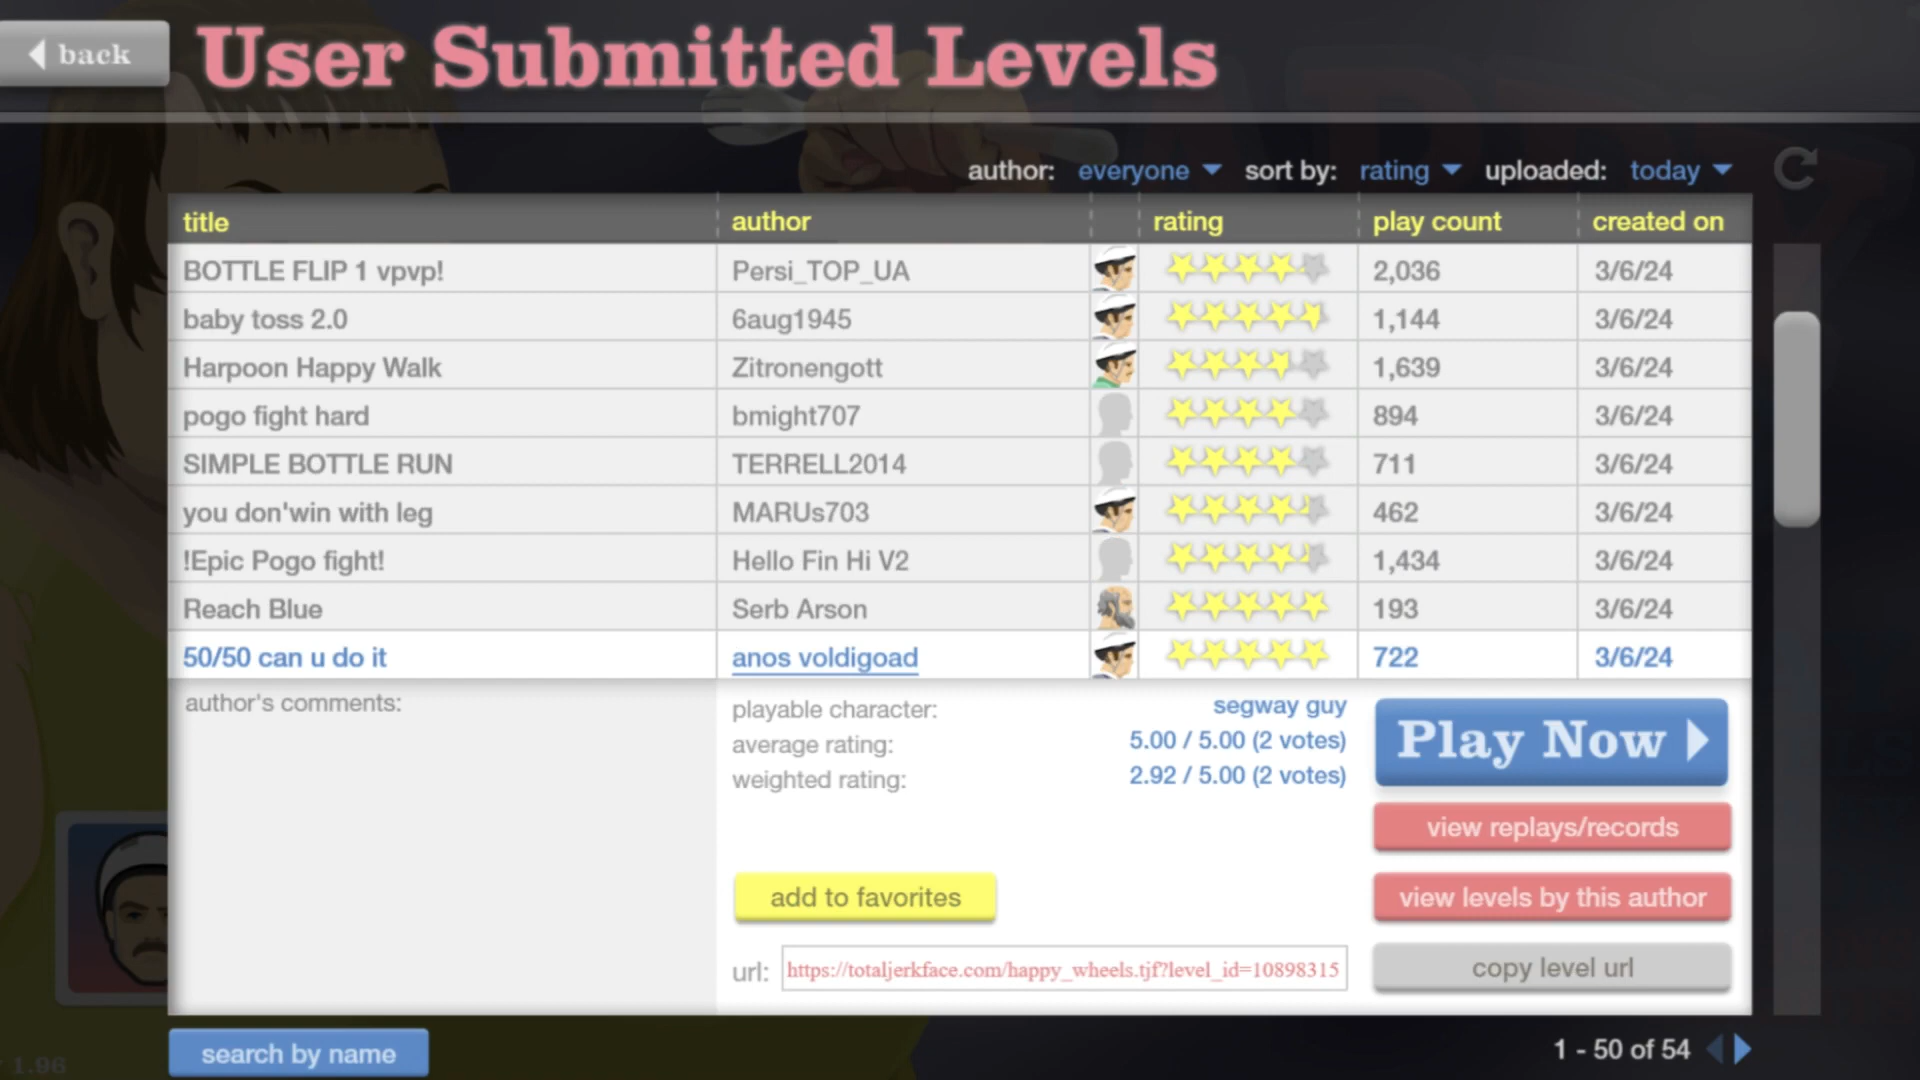 back
User Submitted Levels
author: everyone sort by: rating uploaded: today
title author rating play count created on
BOTTLE FLIP 1 vpvp! Persi_TOP_UA 2,036 3/6/24
baby toss 2.0 6aug1945 1,144 3/6/24
Harpoon Happy Walk Zitronengott 1,639 3/6/24
pogo fight hard bmight707 894 3/6/24
SIMPLE BOTTLE RUN TERRELL2014 711 3/6/24
you don'win with leg MARUs703 462 3/6/24
!Epic Pogo fight! Hello Fin Hi V2 1,434 3/6/24
Reach Blue Serb Arson 193 3/6/24
50/50 can u do it anos voldigoad 722 3/6/24
author's comments:
playable character: segway guy
average rating: 5.00 / 5.00 (2 votes)
weighted rating: 2.92 / 5.00 (2 votes)
Play Now
view replays/records
add to favorites
view levels by this author
url: https://totaljerkface.com/happy_wheels.tjf?level_id=10898315
copy level url
search by name
1 - 50 of 54
1.96